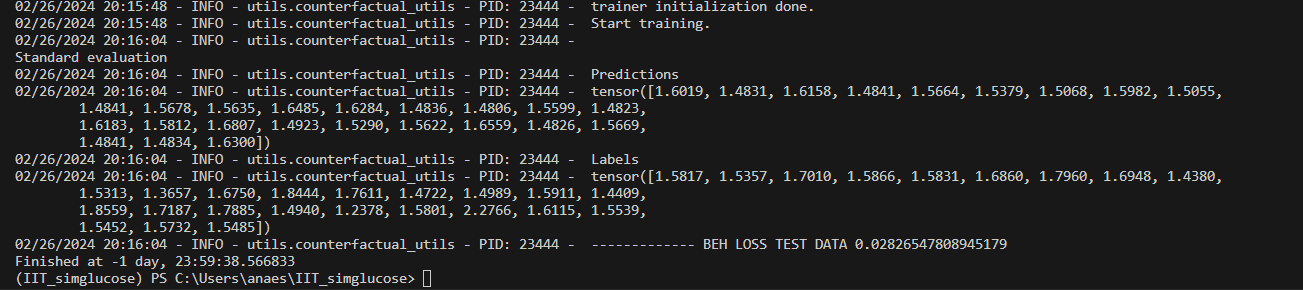 02/26/2024 20:15:48 - INFO - utils.counterfactual_utils - PID: 23444 -  trainer initialization done.
02/26/2024 20:15:48 - INFO - utils.counterfactual_utils - PID: 23444 -  Start training.
02/26/2024 20:16:04 - INFO - utils.counterfactual_utils - PID: 23444 -
Standard evaluation
02/26/2024 20:16:04 - INFO - utils.counterfactual_utils - PID: 23444 -  Predictions
02/26/2024 20:16:04 - INFO - utils.counterfactual_utils - PID: 23444 -  tensor([1.6019, 1.4831, 1.6158, 1.4841, 1.5664, 1.5379, 1.5068, 1.5982, 1.5055,
        1.4841, 1.5678, 1.5635, 1.6485, 1.6284, 1.4836, 1.4806, 1.5599, 1.4823,
        1.6183, 1.5812, 1.6807, 1.4923, 1.5290, 1.5622, 1.6559, 1.4826, 1.5669,
        1.4841, 1.4834, 1.6300])
02/26/2024 20:16:04 - INFO - utils.counterfactual_utils - PID: 23444 -  Labels
02/26/2024 20:16:04 - INFO - utils.counterfactual_utils - PID: 23444 -  tensor([1.5817, 1.5357, 1.7010, 1.5866, 1.5831, 1.6860, 1.7960, 1.6948, 1.4380,
        1.5313, 1.3657, 1.6750, 1.8444, 1.7611, 1.4722, 1.4989, 1.5911, 1.4409,
        1.8559, 1.7187, 1.7885, 1.4940, 1.2378, 1.5801, 2.2766, 1.6115, 1.5539,
        1.5452, 1.5732, 1.5485])
02/26/2024 20:16:04 - INFO - utils.counterfactual_utils - PID: 23444 -  ------------- BEH LOSS TEST DATA 0.02826547808945179
Finished at -1 day, 23:59:38.566833
(IIT_simglucose) PS C:\Users\anaes\IIT_simglucose>